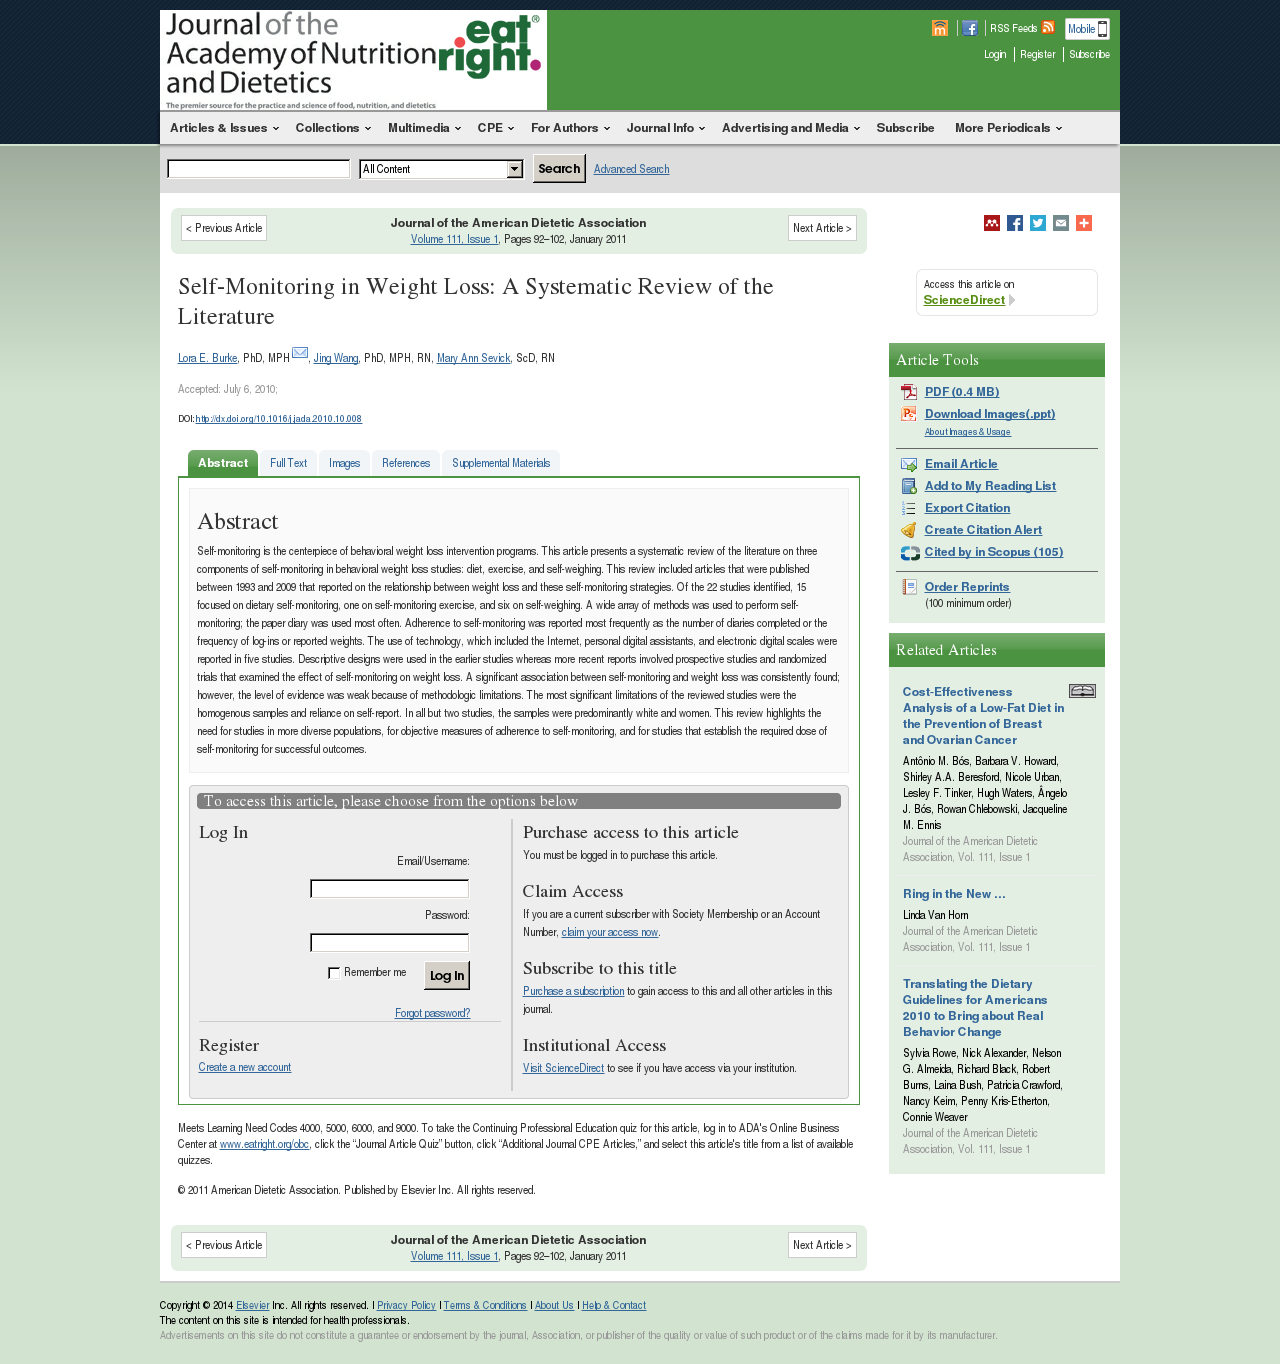 Journal of the
Academy of Nutrition
and Dietetics
eat
right.
The premier source for the practice and science of food, nutrition, and dietetics
RSS Feeds
Mobile
Login
Register
Subscribe
Articles & Issues
Collections
Multimedia
CPE
For Authors
Journal Info
Advertising and Media
Subscribe
More Periodicals
All Content
Search
Advanced Search
< Previous Article
Journal of the American Dietetic Association
Volume 111, Issue 1, Pages 92–102, January 2011
Next Article >
Self-Monitoring in Weight Loss: A Systematic Review of the
Literature
Lora E. Burke, PhD, MPH, Jing Wang, PhD, MPH, RN, Mary Ann Sevick, ScD, RN
Accepted: July 6, 2010;
DOI: http://dx.doi.org/10.1016/j.jada.2010.10.008
Abstract
Full Text
Images
References
Supplemental Materials
Abstract
Self-monitoring is the centerpiece of behavioral weight loss intervention programs. This article presents a systematic review of the literature on three
components of self-monitoring in behavioral weight loss studies: diet, exercise, and self-weighing. This review included articles that were published
between 1993 and 2009 that reported on the relationship between weight loss and these self-monitoring strategies. Of the 22 studies identified, 15
focused on dietary self-monitoring, one on self-monitoring exercise, and six on self-weighing. A wide array of methods was used to perform self-
monitoring; the paper diary was used most often. Adherence to self-monitoring was reported most frequently as the number of diaries completed or the
frequency of log-ins or reported weights. The use of technology, which included the Internet, personal digital assistants, and electronic digital scales were
reported in five studies. Descriptive designs were used in the earlier studies whereas more recent reports involved prospective studies and randomized
trials that examined the effect of self-monitoring on weight loss. A significant association between self-monitoring and weight loss was consistently found;
however, the level of evidence was weak because of methodologic limitations. The most significant limitations of the reviewed studies were the
homogenous samples and reliance on self-report. In all but two studies, the samples were predominantly white and women. This review highlights the
need for studies in more diverse populations, for objective measures of adherence to self-monitoring, and for studies that establish the required dose of
self-monitoring for successful outcomes.
To access this article, please choose from the options below
Log In
Email/Username:
Password:
Remember me
Log In
Forgot password?
Register
Create a new account
Purchase access to this article
You must be logged in to purchase this article.
Claim Access
If you are a current subscriber with Society Membership or an Account
Number, claim your access now.
Subscribe to this title
Purchase a subscription to gain access to this and all other articles in this
journal.
Institutional Access
Visit ScienceDirect to see if you have access via your institution.
Meets Learning Need Codes 4000, 5000, 6000, and 9000. To take the Continuing Professional Education quiz for this article, log in to ADA's Online Business
Center at www.eatright.org/obc, click the “Journal Article Quiz” button, click “Additional Journal CPE Articles,” and select this article's title from a list of available
quizzes.
© 2011 American Dietetic Association. Published by Elsevier Inc. All rights reserved.
< Previous Article
Journal of the American Dietetic Association
Volume 111, Issue 1, Pages 92–102, January 2011
Next Article >
Access this article on
ScienceDirect
Article Tools
PDF (0.4 MB)
Download Images(.ppt)
About Images & Usage
Email Article
Add to My Reading List
Export Citation
Create Citation Alert
Cited by in Scopus (105)
Order Reprints
(100 minimum order)
Related Articles
Cost-Effectiveness
Analysis of a Low-Fat Diet in
the Prevention of Breast
and Ovarian Cancer
Antônio M. Bós, Barbara V. Howard,
Shirley A.A. Beresford, Nicole Urban,
Lesley F. Tinker, Hugh Waters, Ângelo
J. Bós, Rowan Chlebowski, Jacqueline
M. Ennis
Journal of the American Dietetic
Association, Vol. 111, Issue 1
Ring in the New …
Linda Van Horn
Journal of the American Dietetic
Association, Vol. 111, Issue 1
Translating the Dietary
Guidelines for Americans
2010 to Bring about Real
Behavior Change
Sylvia Rowe, Nick Alexander, Nelson
G. Almeida, Richard Black, Robert
Burns, Laina Bush, Patricia Crawford,
Nancy Keim, Penny Kris-Etherton,
Connie Weaver
Journal of the American Dietetic
Association, Vol. 111, Issue 1
Copyright © 2014 Elsevier Inc. All rights reserved. | Privacy Policy | Terms & Conditions | About Us | Help & Contact
The content on this site is intended for health professionals.
Advertisements on this site do not constitute a guarantee or endorsement by the journal, Association, or publisher of the quality or value of such product or of the claims made for it by its manufacturer.